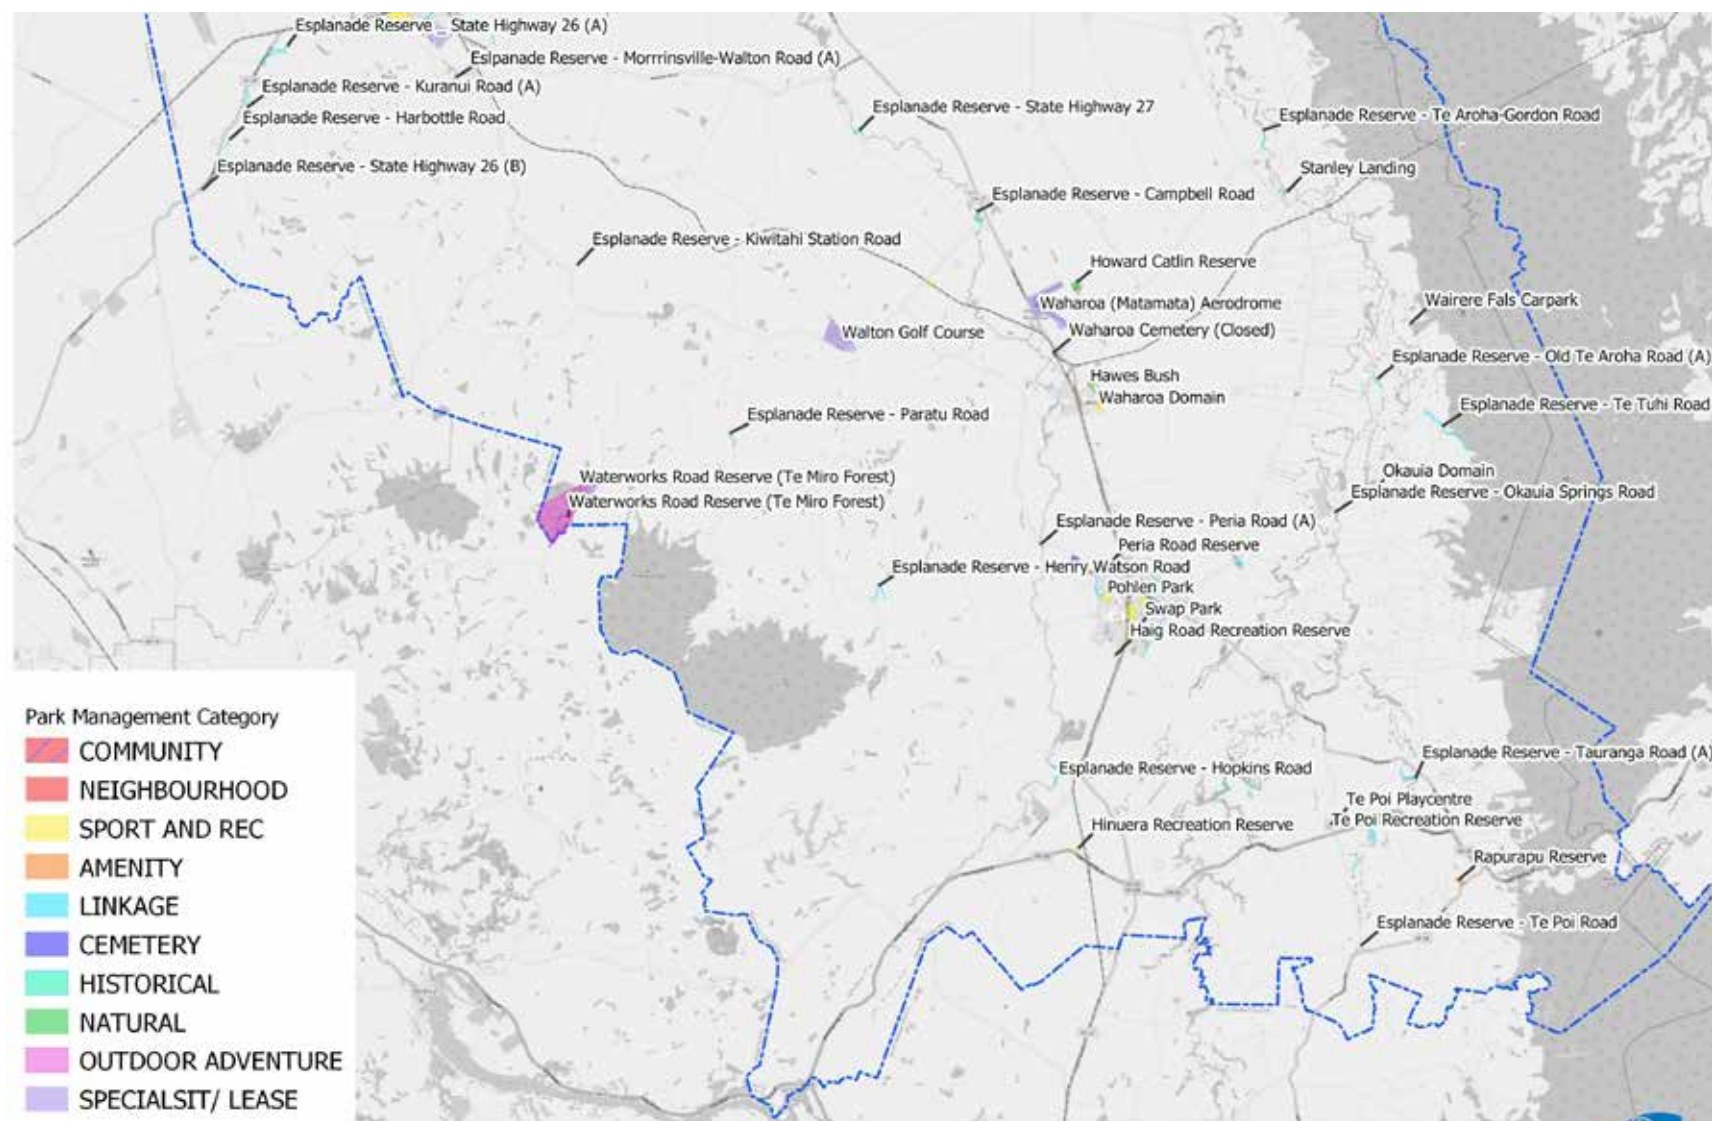 Esplanade Reserve - State Highway 26 (A)
Eslpanade Reserve - Morrrinsville-Walton Road (A)
Esplanade Reserve - Kuranui Road (A)
Esplanade Reserve - State Highway 27
Esplanade Reserve - Harbottle Road
Esplanade Reserve - Te Aroha-Gordon Road
Esplanade Reserve - State Highway 26 (B)
Stanley Landing
Esplanade Reserve - Campbell Road
Esplanade Reserve - Kiwitahi Station Road
Howard Catlin Reserve
Waharoa (Matamata) Aerodrome
Wairere Fals Carpark
Walton Golf Course
Waharoa Cemetery (Closed)
Esplanade Reserve - Old Te Aroha Road (A)
Hawes Bush
Waharoa Domain
Esplanade Reserve - Te Tuhi Road
Esplanade Reserve - Paratu Road
Okauia Domain
Waterworks Road Reserve (Te Miro Forest)
Esplanade Reserve - Okauia Springs Road
Waterworks Road Reserve (Te Miro Forest)
Esplanade Reserve - Peria Road (A)
Peria Road Reserve
Esplanade Reserve - Henry Watson Road
Pohlen Park
Swap Park
Haig Road Recreation Reserve
Esplanade Reserve - Tauranga Road (A)
Esplanade Reserve - Hopkins Road
Te Poi Playcentre
Te Poi Recreation Reserve
Hinuera Recreation Reserve
Rapurapu Reserve
Esplanade Reserve - Te Poi Road
Park Management Category
COMMUNITY
NEIGHBOURHOOD
SPORT AND REC
AMENITY
LINKAGE
CEMETERY
HISTORICAL
NATURAL
OUTDOOR ADVENTURE
SPECIALSIT/ LEASE